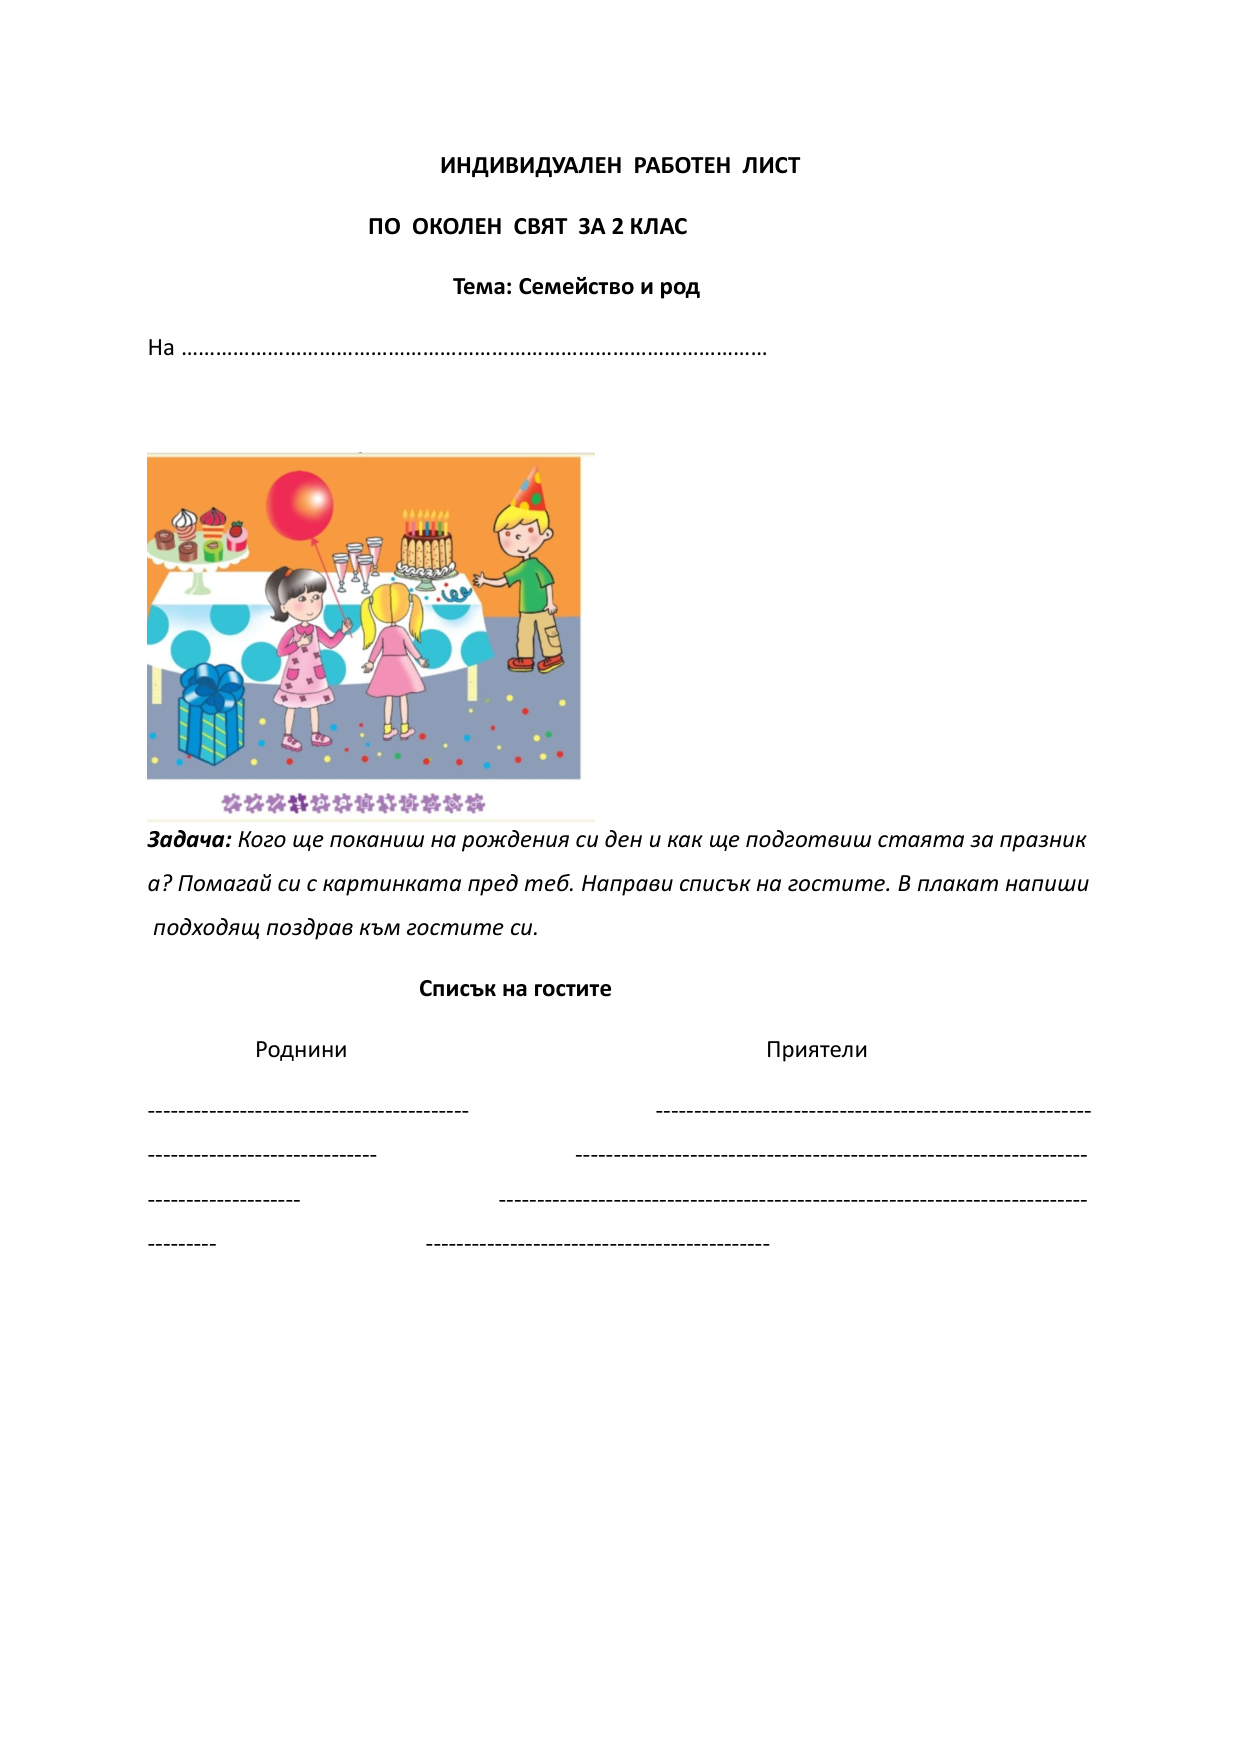 ИНДИВИДУАЛЕН РАБОТЕН ЛИСТ
ПО ОКОЛЕН СВЯТ ЗА 2 КЛАС
Тема: Семейство и род
На ………………………………………………………………………………………
Задача: Кого ще поканиш на рождения си ден и как ще подготвиш стаята за празник
а? Помагай си с картинката пред теб. Направи списък на гостите. В плакат напиши
подходящ поздрав към гостите си.
Списък на гостите
Роднини Приятели
------------------------------------------ ---------------------------------------------------------
------------------------------ -------------------------------------------------------------------
-------------------- -----------------------------------------------------------------------------
--------- ---------------------------------------------